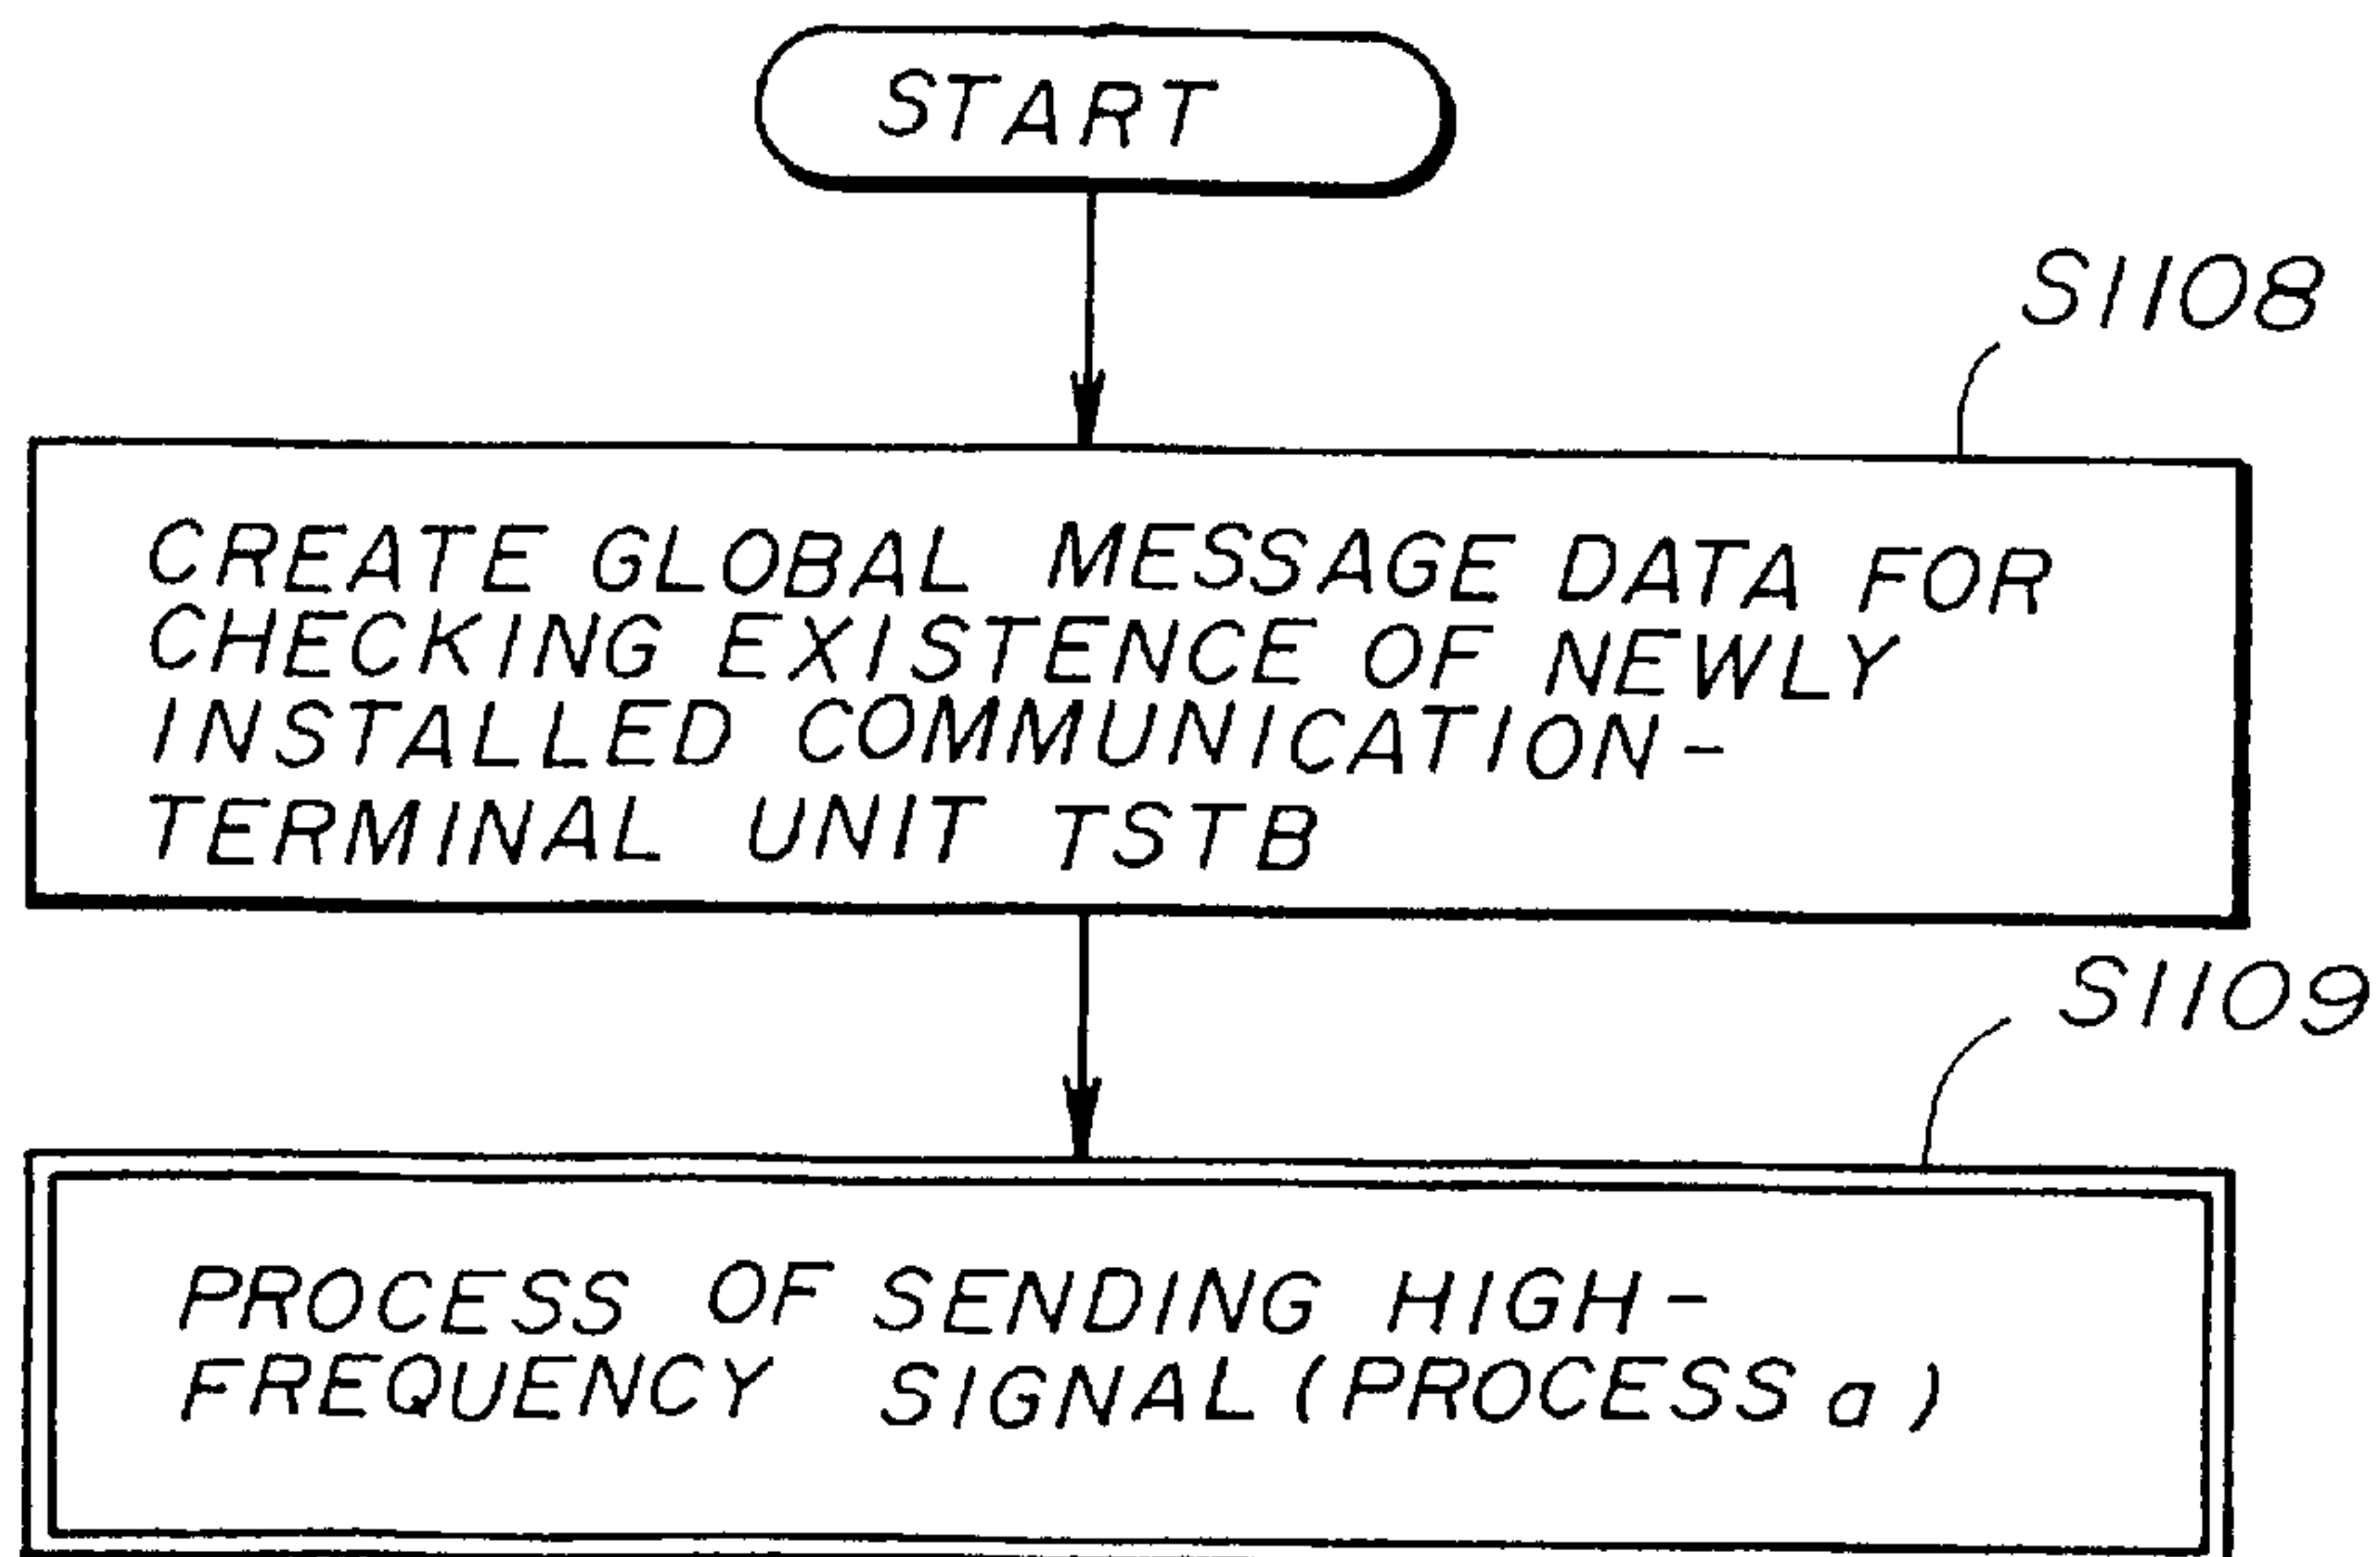 START
S1108
CREATE GLOBAL MESSAGE DATA FOR
CHECKING EXISTENCE OF NEWLY
INSTALLED COMMUNICATION-
TERMINAL UNIT TSTB
S1109
PROCESS OF SENDING HIGH-
FREQUENCY SIGNAL (PROCESS a)